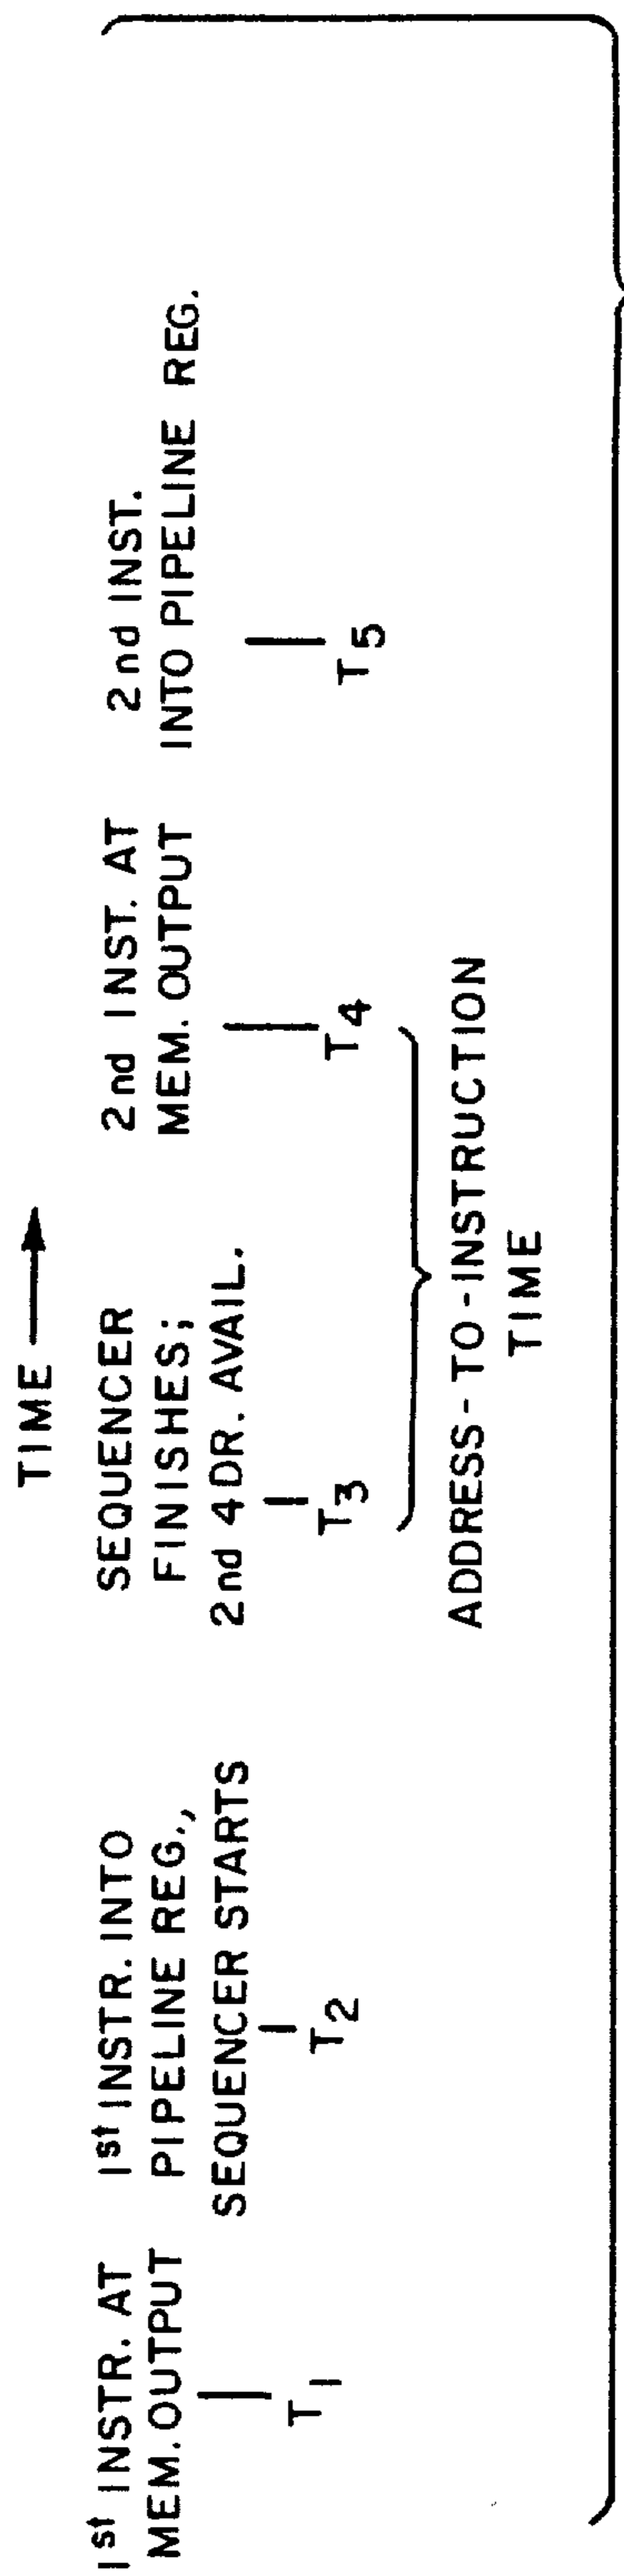 TIME
1st INSTR. AT
MEM. OUTPUT
T1
1st INSTR. INTO
PIPELINE REG.,
SEQUENCER STARTS
T2
SEQUENCER
FINISHES;
2nd 4DR. AVAIL.
T3
2nd INST. AT
MEM. OUTPUT
T4
2nd INST.
INTO PIPELINE REG.
T5
ADDRESS-TO-INSTRUCTION
TIME